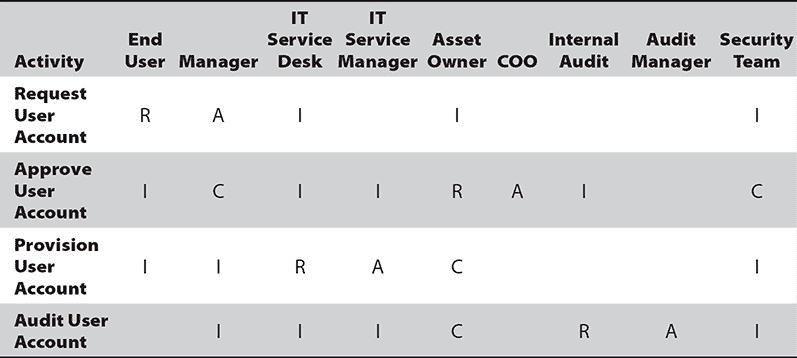 IT IT
End Service Service Asset Internal Audit Security
Activity User Manager Desk Manager Owner COO Audit Manager Team
Request
User R A I I I
Account
Approve
User I C I I R A I C
Account
Provision
User I I R A C I
Account
Audit User
Account I I I C R A I